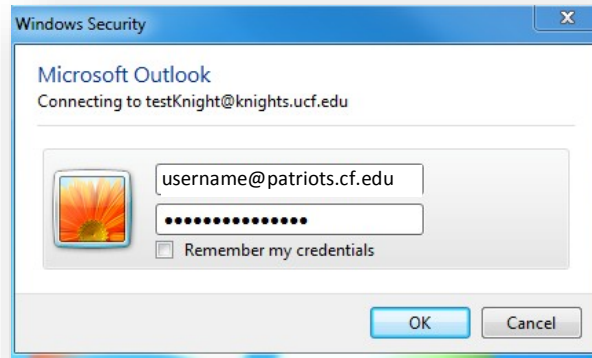 Windows Security
Microsoft Outlook
Connecting to testKnight@knights.ucf.edu
username@patriots.cf.edu
•••••••••••••••
Remember my credentials
OK
Cancel